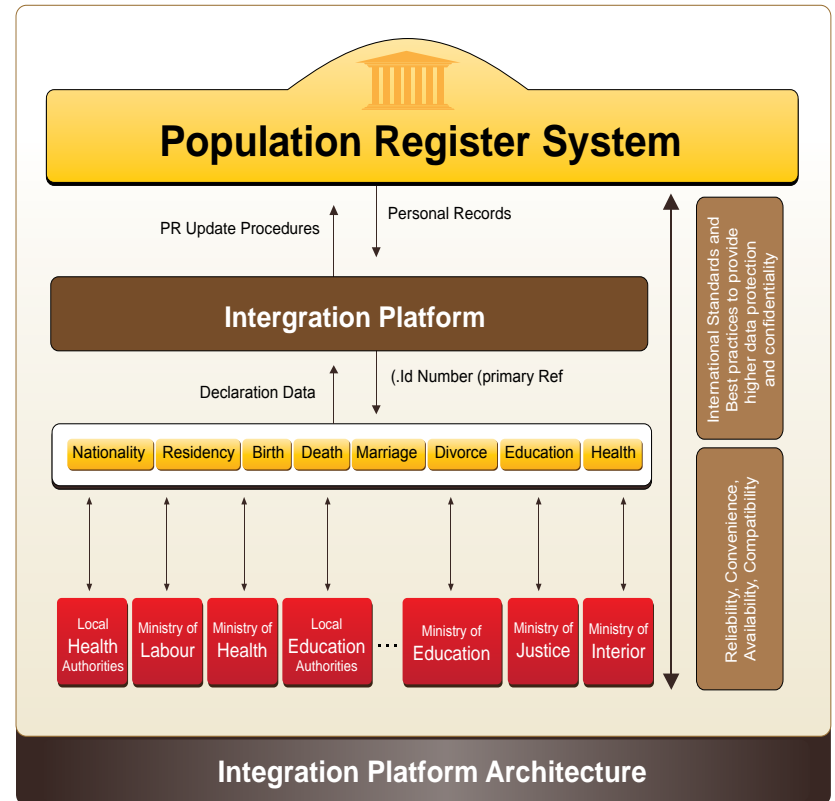 Population Register System
PR Update Procedures
Personal Records
Intergration Platform
Declaration Data
(.Id Number (primary Ref
Nationality
Residency
Birth
Death
Marriage
Divorce
Education
Health
Local
Health
Authorities
Ministry of
Labour
Ministry of
Health
Local
Education
Authorities
...
Ministry of
Education
Ministry of
Justice
Ministry of
Interior
International Standards and
Best practices to provide
higher data protection
and confidentiality
Reliability, Convenience,
Availability, Compatibility
Integration Platform Architecture